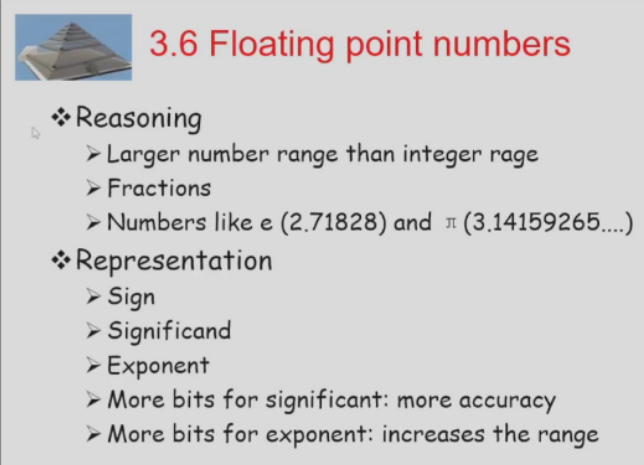 3.6 Floating point numbers
Reasoning
Larger number range than integer rage
Fractions
Numbers like e (2.71828) and π (3.14159265....)
Representation
Sign
Significand
Exponent
More bits for significant: more accuracy
More bits for exponent: increases the range